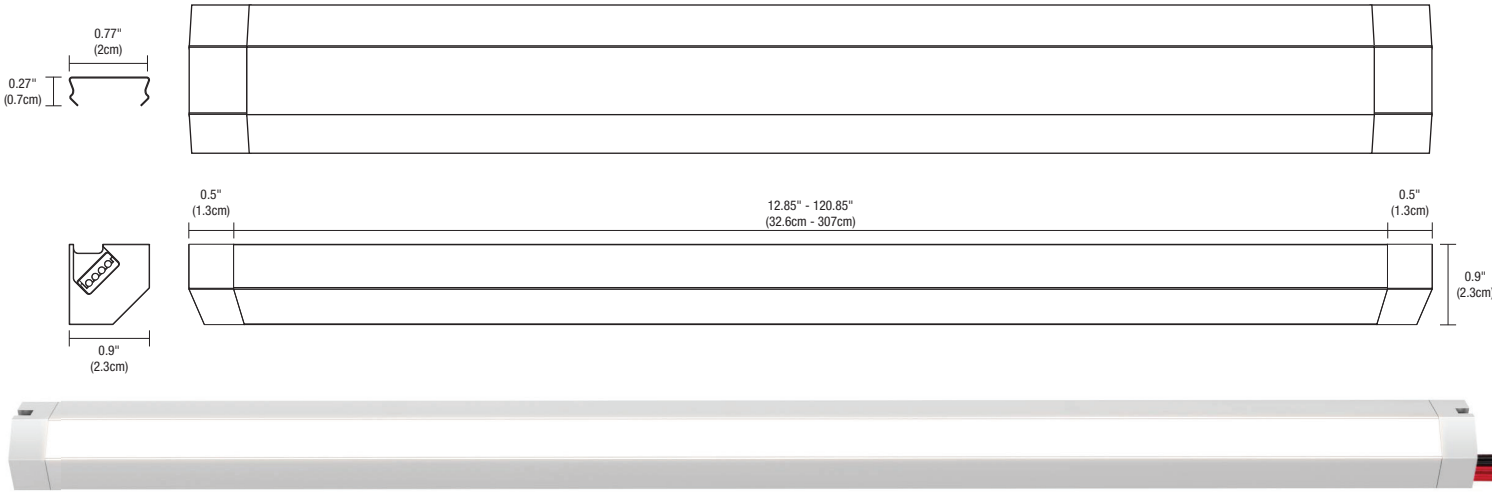 0.77"
(2cm)
0.27"
(0.7cm)
0.5"
(1.3cm)
12.85" - 120.85"
(32.6cm - 307cm)
0.5"
(1.3cm)
0.9"
(2.3cm)
0.9"
(2.3cm)